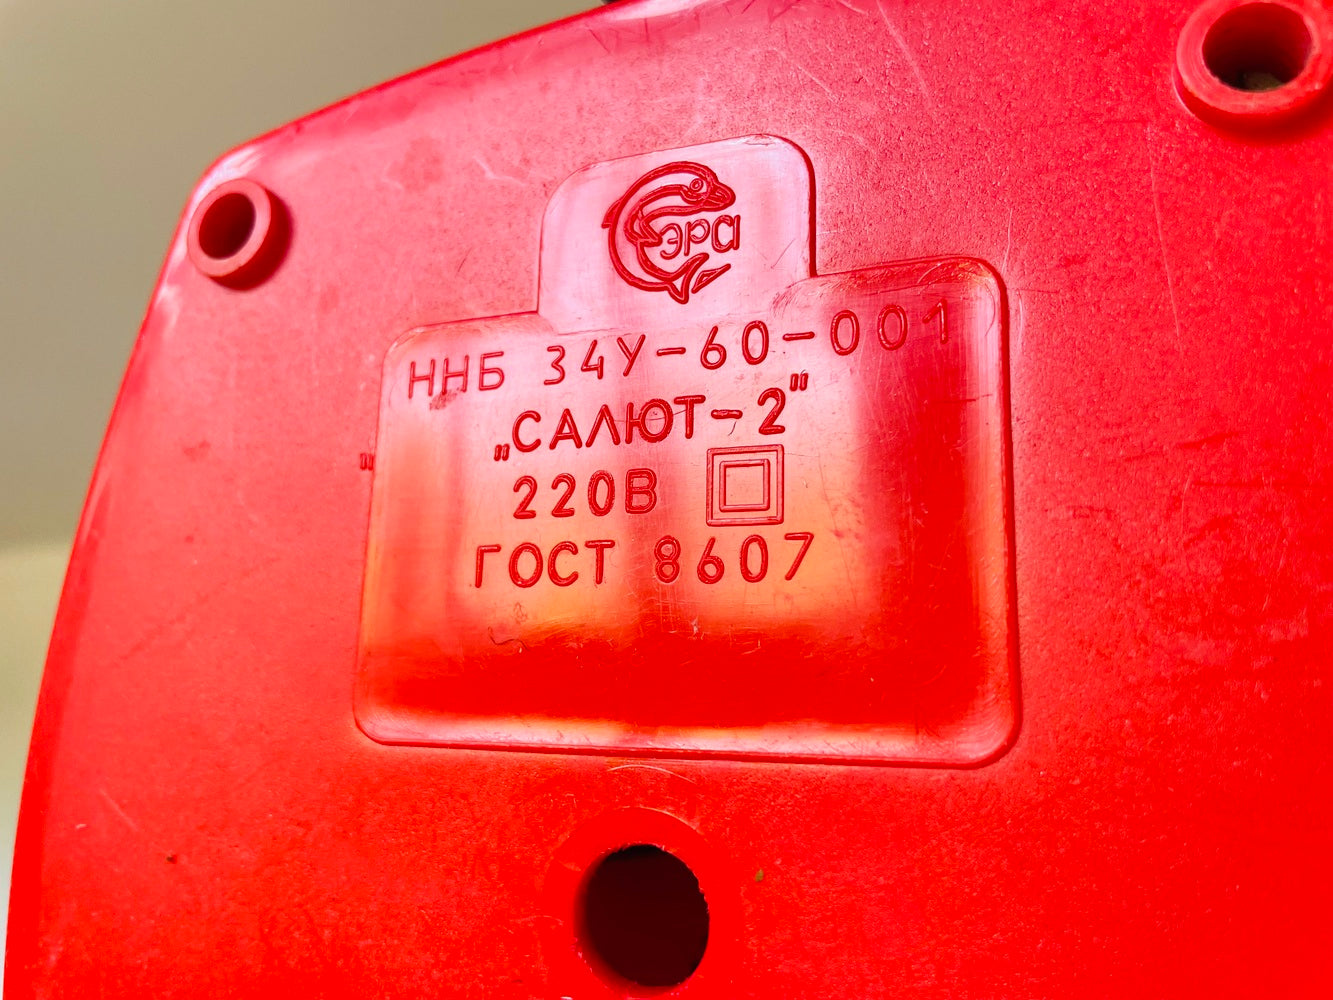 эра
ННБ 34У-60-001
„САЛЮТ-2"
220В
ГОСТ 8607